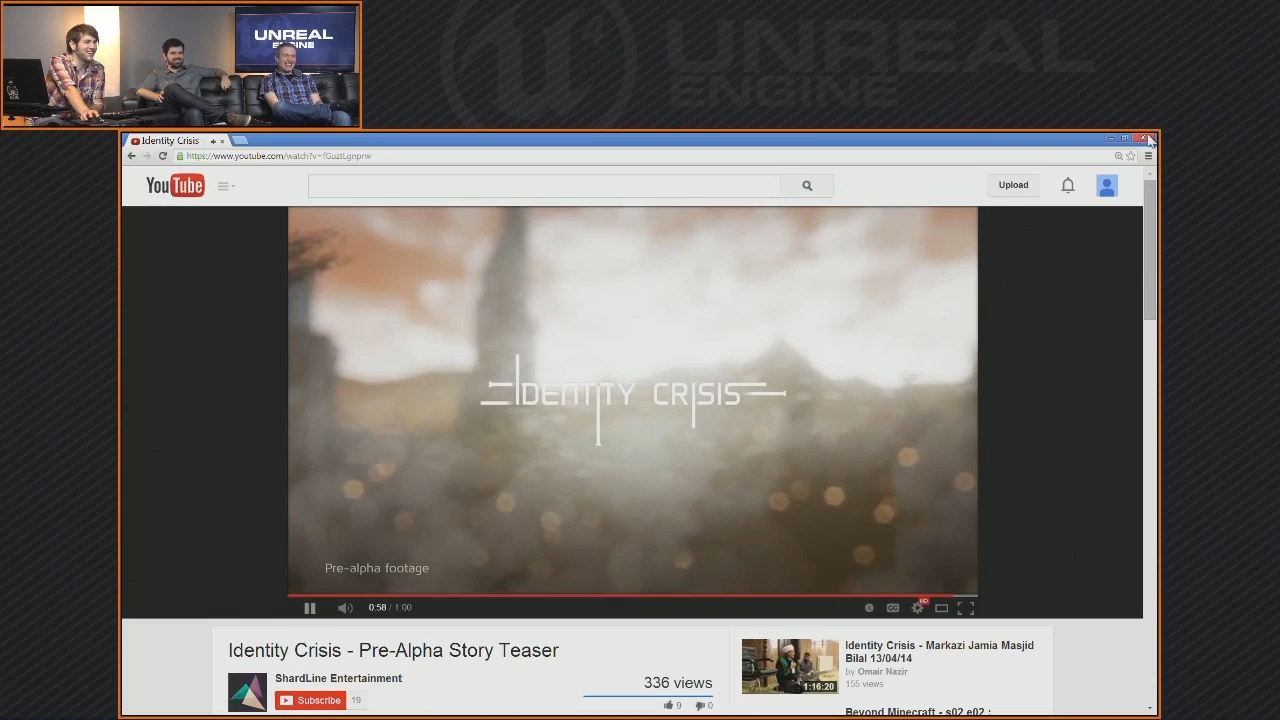 UNREAL
ENGINE
UNREAL
ENGINE
Identity Crisis
https://www.youtube.com/watch?v=fGuztLgnprw
YouTube
Upload
IDENTITY CRISIS
Pre-alpha footage
0:58 / 1:00
HD
Identity Crisis - Pre-Alpha Story Teaser
ShardLine Entertainment
Subscribe 19
336 views
9 0
1:16:20
Identity Crisis - Markazi Jamia Masjid
Bilal 13/04/14
by Omair Nazir
155 views
Beyond Minecraft - s02 e02 :